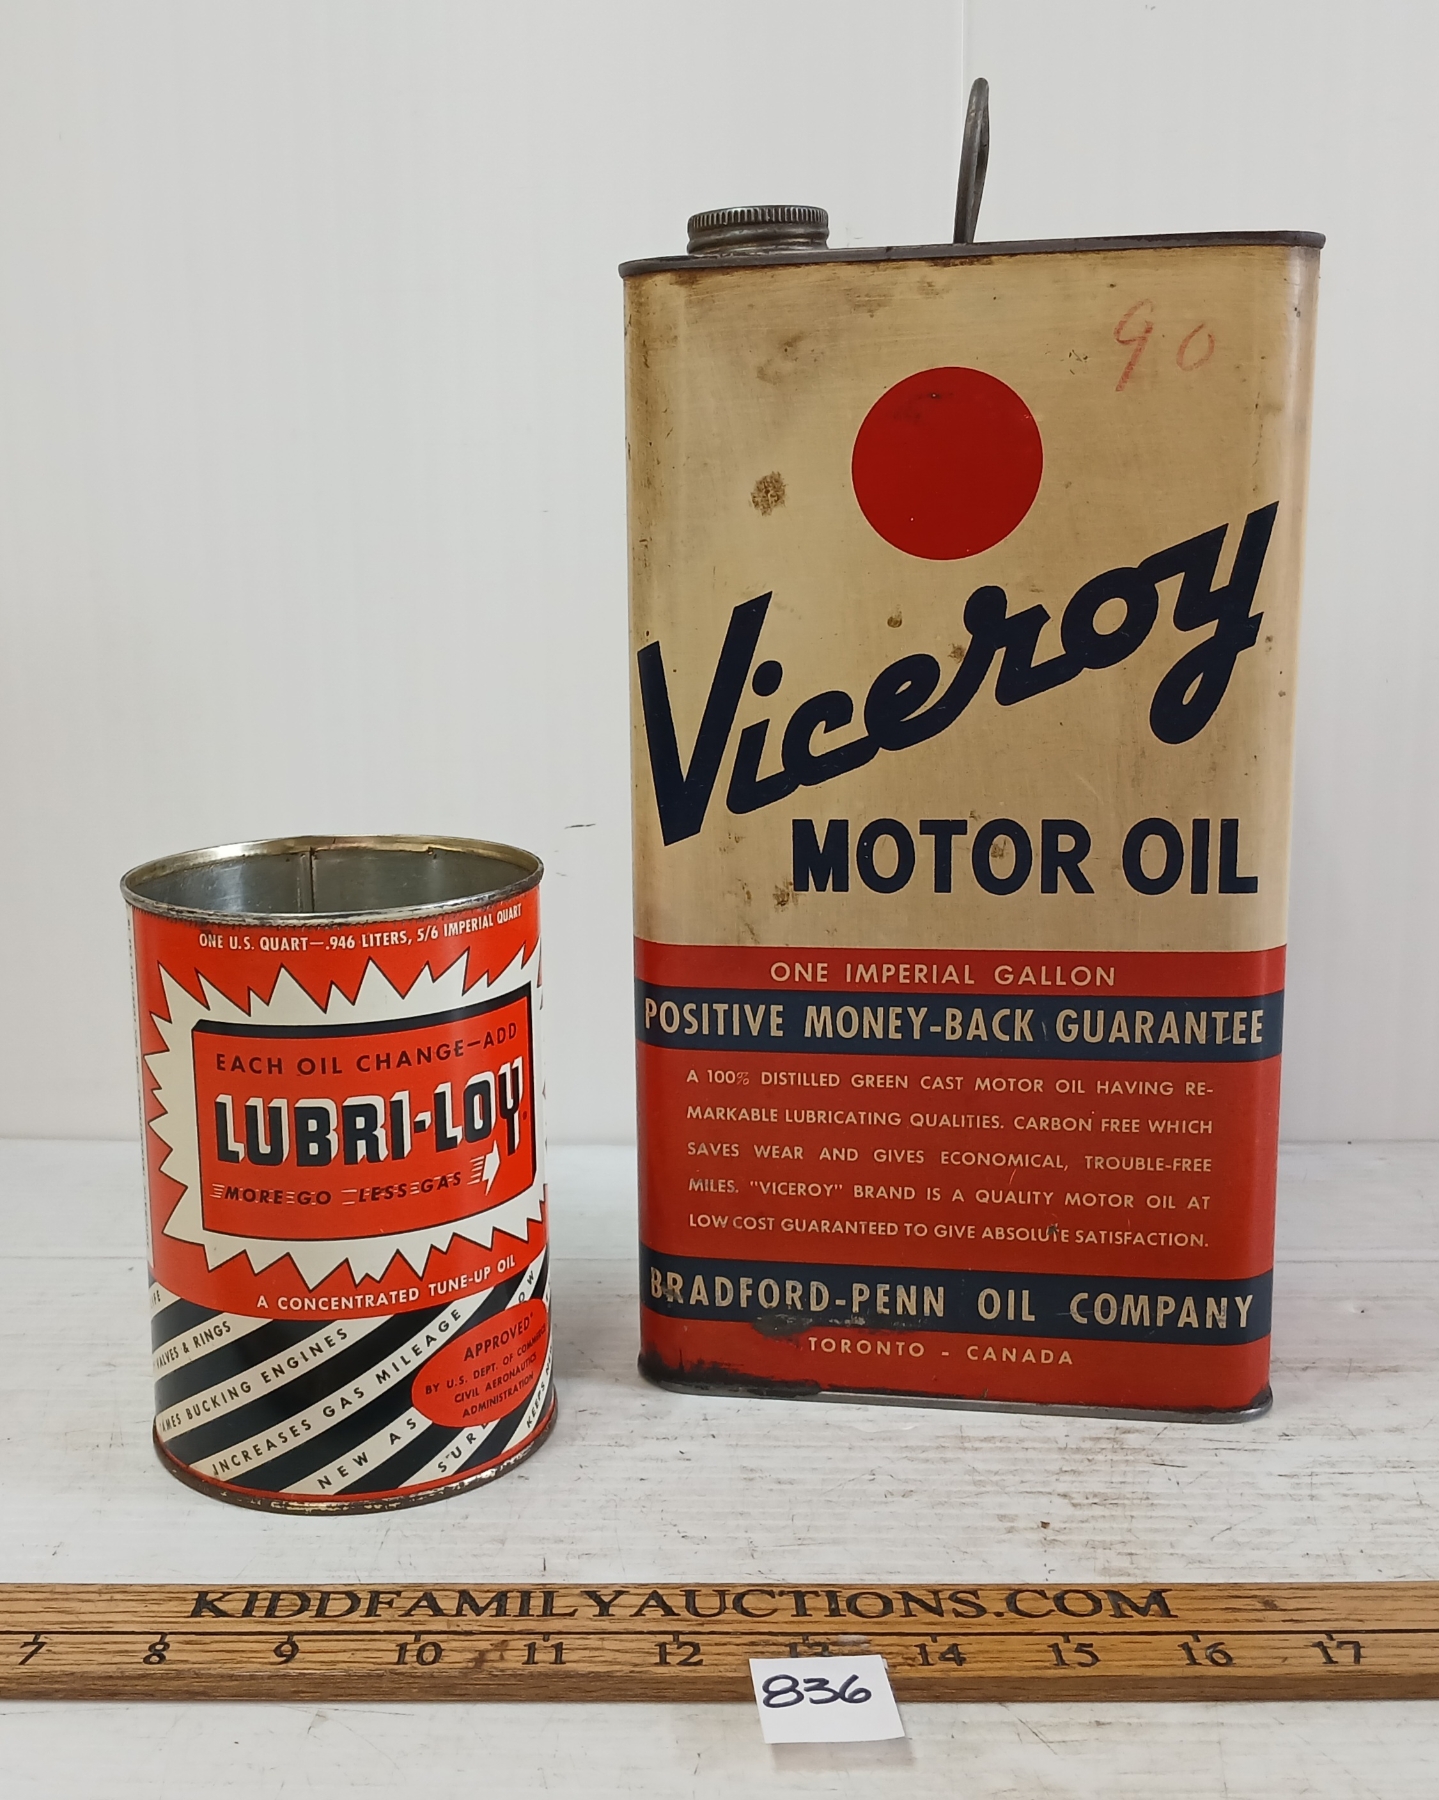 90
Viceroy
MOTOR OIL
ONE IMPERIAL GALLON
POSITIVE MONEY-BACK GUARANTEE
A 100% DISTILLED GREEN CAST MOTOR OIL HAVING RE-
MARKABLE LUBRICATING QUALITIES. CARBON FREE WHICH
SAVES WEAR AND GIVES ECONOMICAL, TROUBLE-FREE
MILES. "VICEROY" BRAND IS A QUALITY MOTOR OIL AT
LOW COST GUARANTEED TO GIVE ABSOLUTE SATISFACTION.
BRADFORD-PENN OIL COMPANY
TORONTO - CANADA
ONE U.S. QUART—.946 LITERS, 5/6 IMPERIAL QUART
EACH OIL CHANGE—ADD
LUBRI-LOY
MORE-GO LESS-GAS
A CONCENTRATED TUNE-UP OIL
VALVES & RINGS
BUCKING ENGINES
INCREASES GAS MILEAGE
NEW AS
APPROVED
BY U.S. DEPT. OF COMMERCE
CIVIL AERONAUTICS
ADMINISTRATION
KEEPS
KIDDFAMILYAUCTIONS.COM
7 8 9 10 11 12 13 14 15 16 17
836